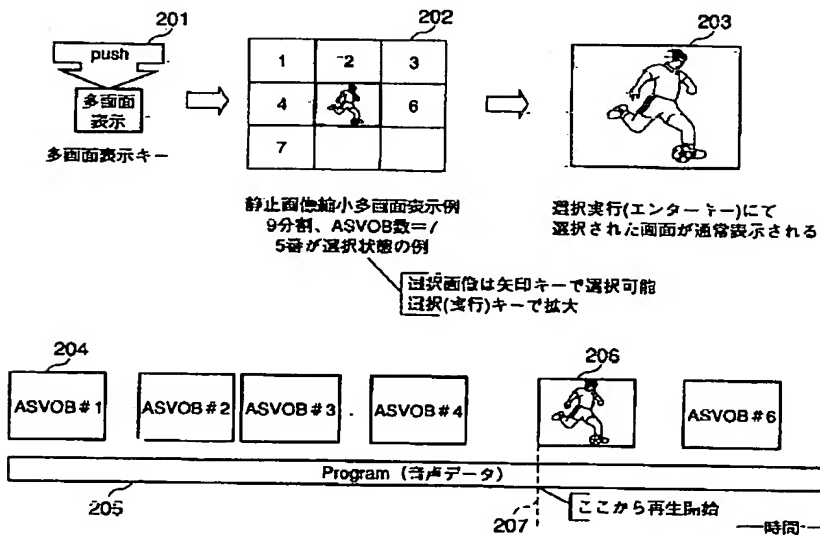 201
push
多画面
表示
多画面表示キー
202
1 2 3
4 6
7
静止画像縮小多画面表示例
9分割、ASVOB数=7
5番が選択状態の例
選択画像は矢印キーで選択可能
選択(実行)キーで拡大
203
選択実行(エンターキー)にて
選択された画面が通常表示される
204
206
ASVOB#1 ASVOB#2 ASVOB#3 ASVOB#4 ASVOB#6
Program (音声データ)
205
207
ここから再生開始
時間